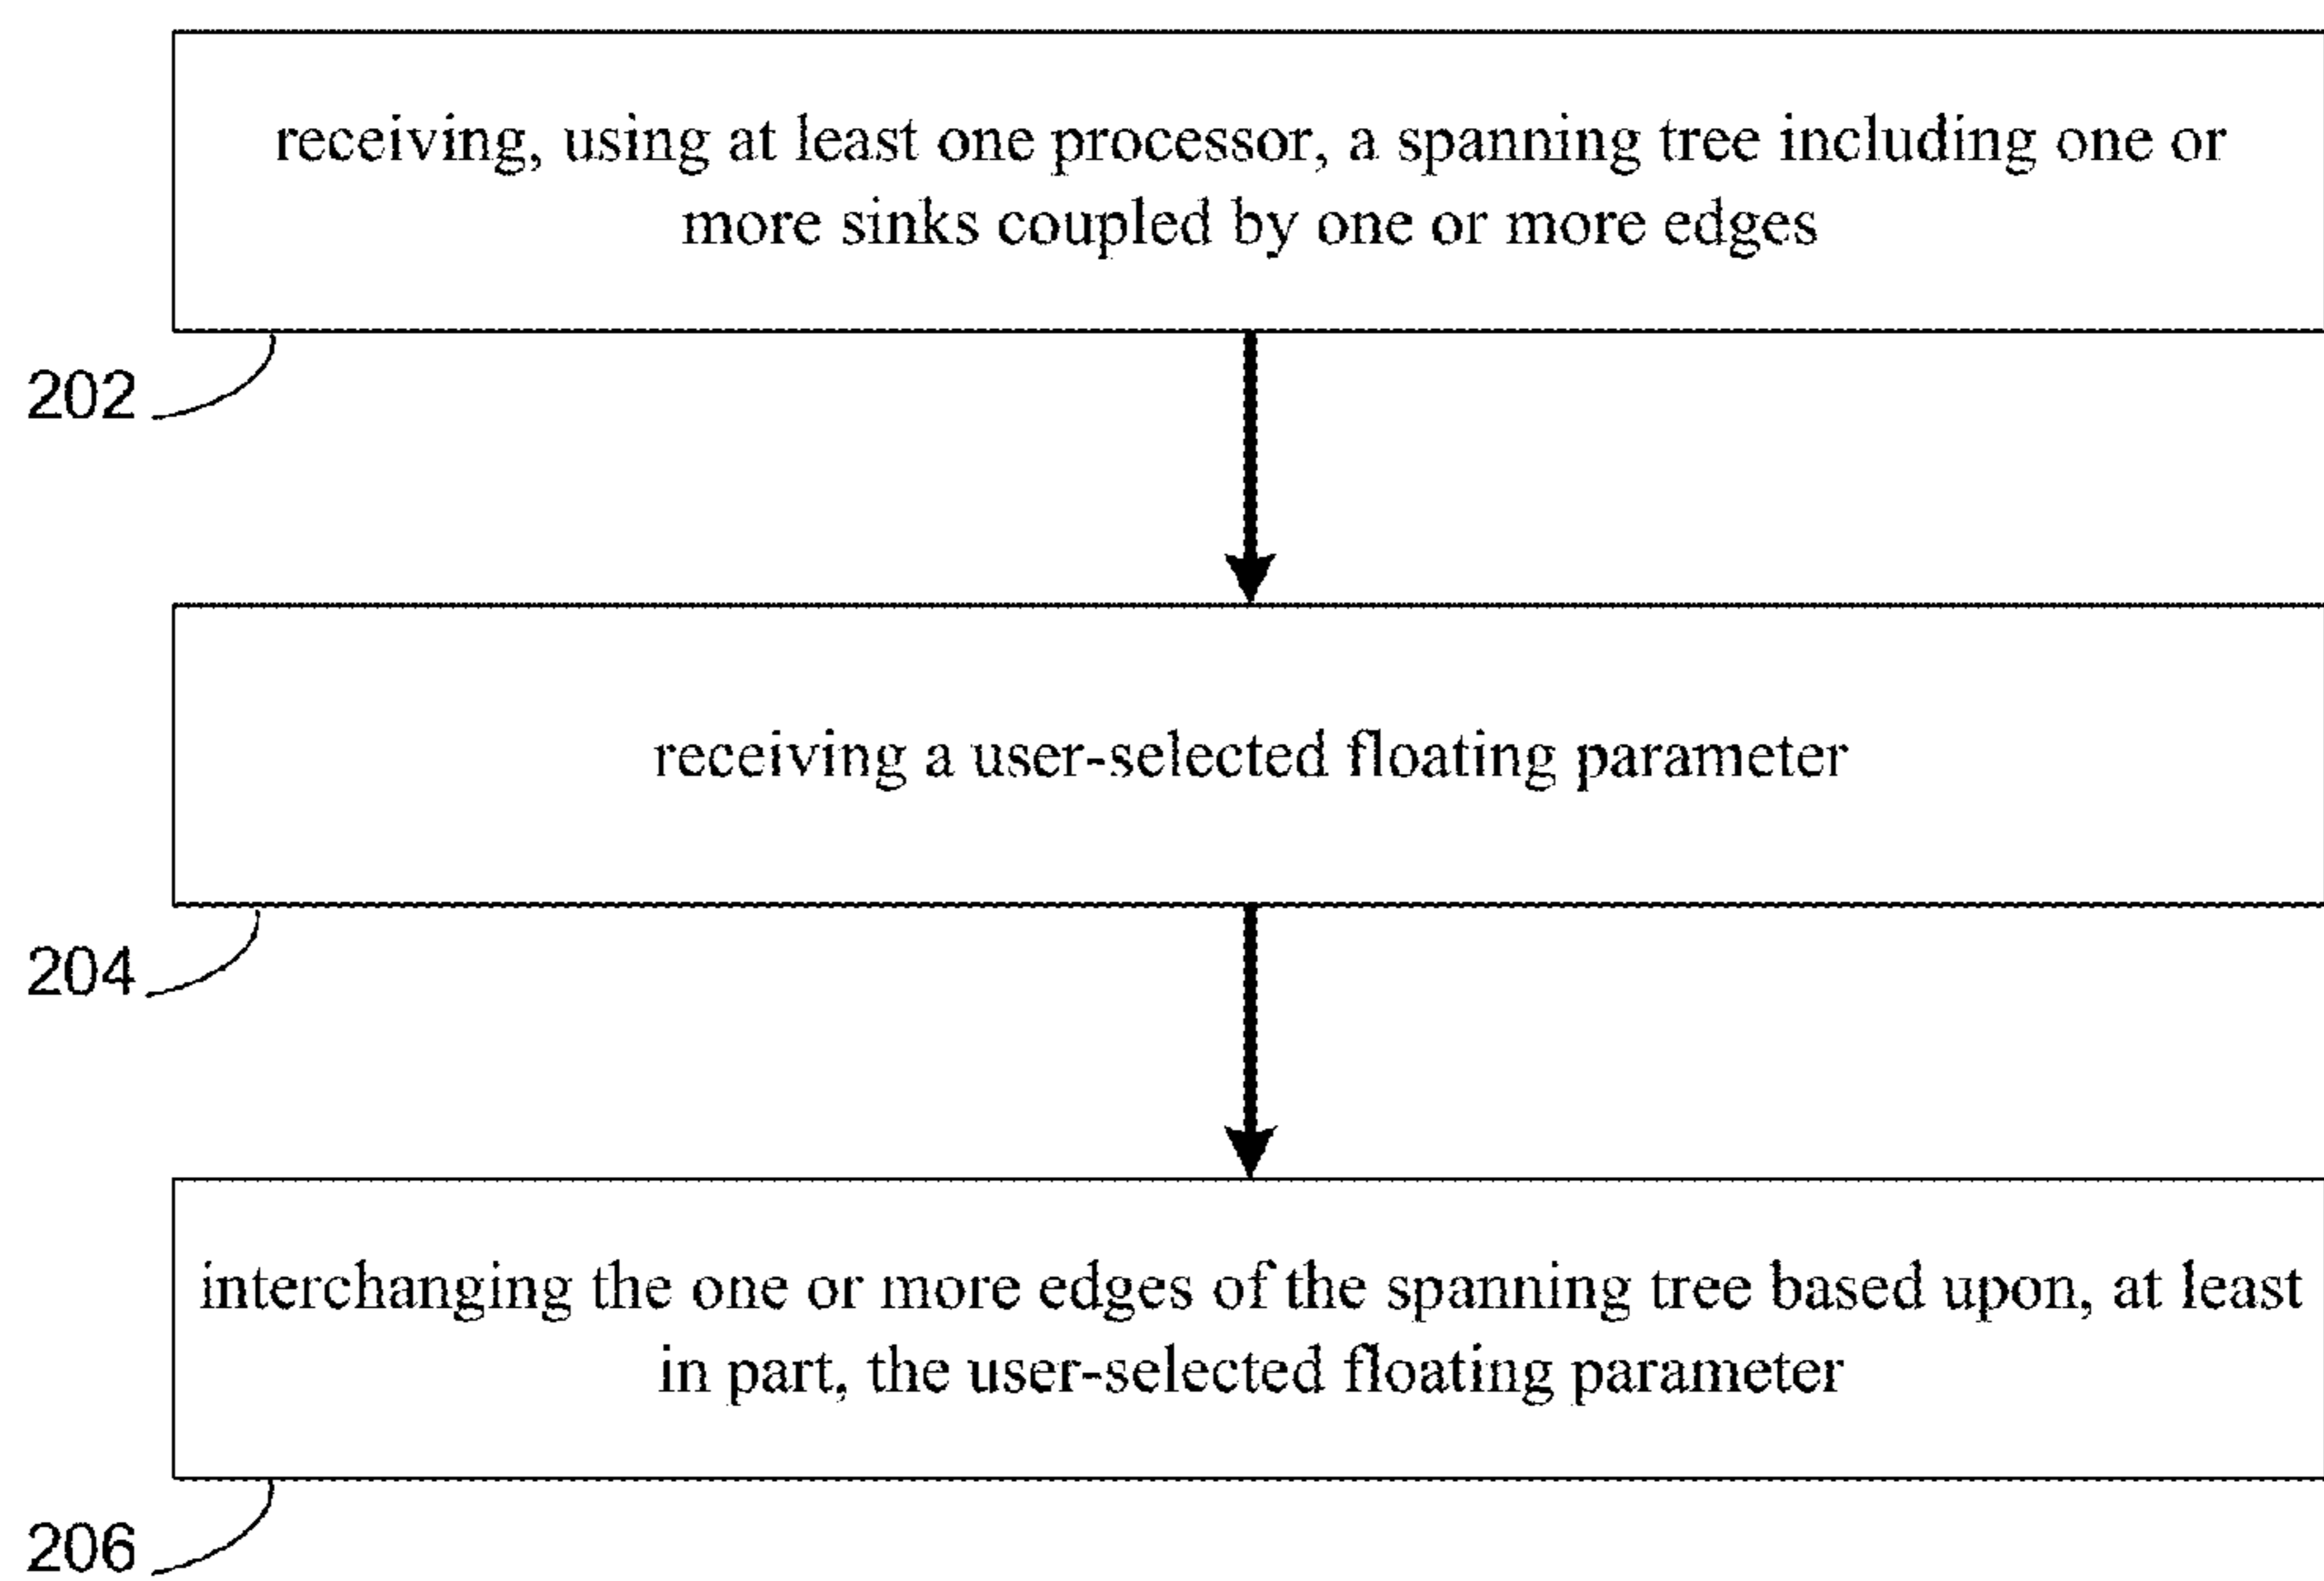 receiving, using at least one processor, a spanning tree including one or
more sinks coupled by one or more edges
202
receiving a user-selected floating parameter
204
interchanging the one or more edges of the spanning tree based upon, at least
in part, the user-selected floating parameter
206